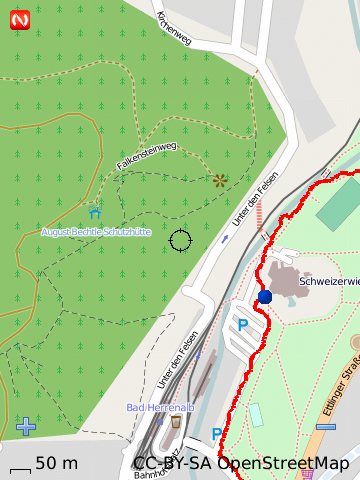 Kirchenweg
Falkensteinweg
Unter den Felsen
August Bechtle Schutzhütte
Schweizerwie
P
Unter den Felsen
Ettlinger Straße
Bad Herrenalb
P
50 m
CC-BY-SA OpenStreetMap